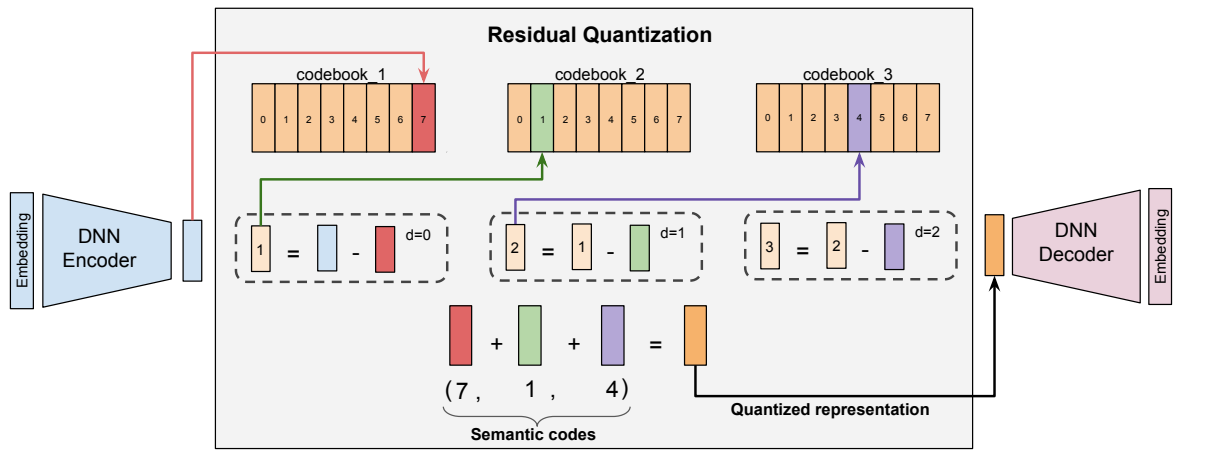 Residual Quantization
codebook_1 codebook_2 codebook_3
0 1 2 3 4 5 6 7 0 1 2 3 4 5 6 7 0 1 2 3 4 5 6 7
Embedding
DNN
Encoder
1 = - d=0
2 = 1 - d=1
3 = 2 - d=2
DNN
Decoder
Embedding
+ + =
(7, 1, 4)
Quantized representation
Semantic codes